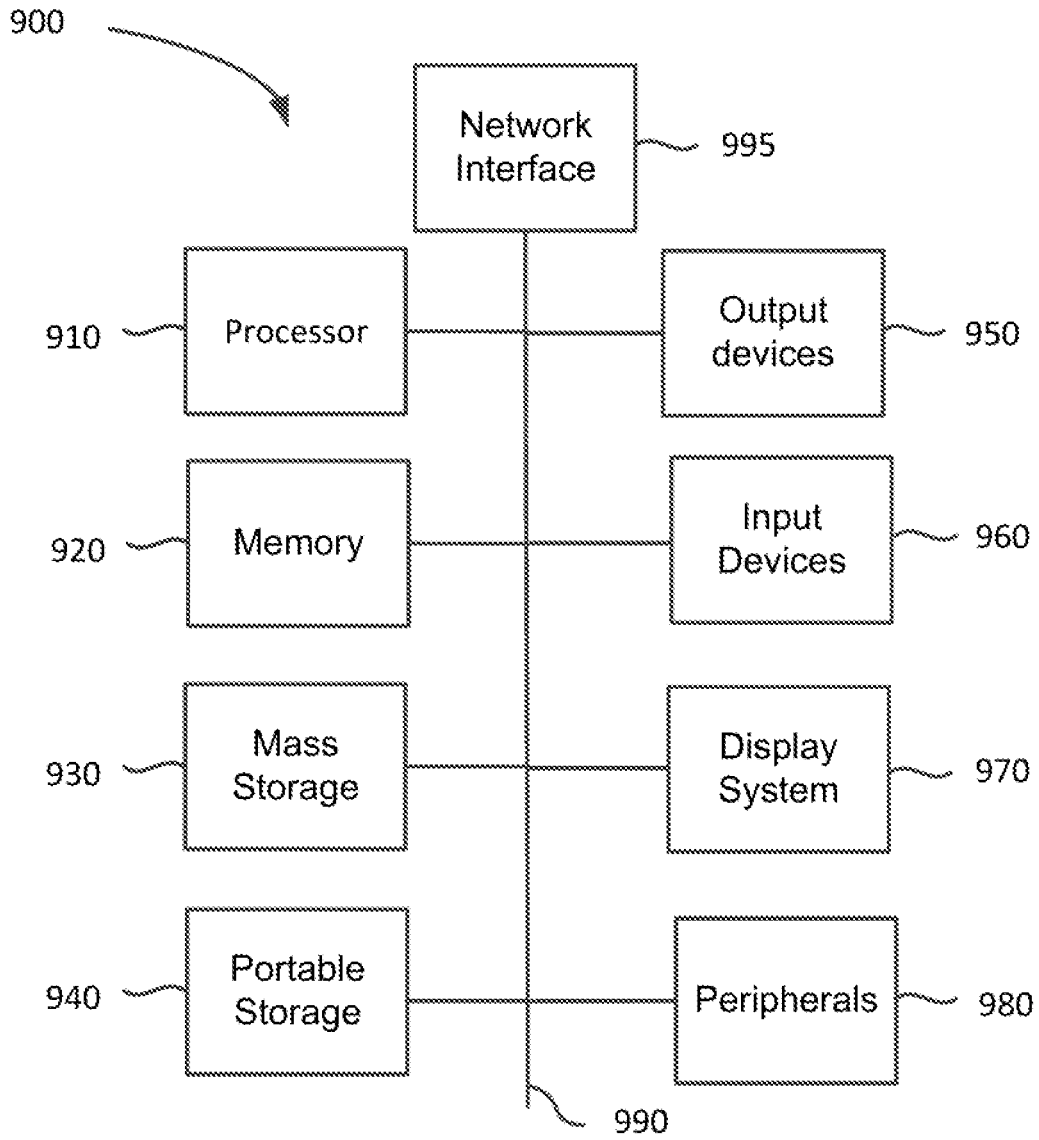 900
Network
Interface
995
910
Processor
Output
devices
950
920
Memory
Input
Devices
960
930
Mass
Storage
Display
System
970
940
Portable
Storage
Peripherals
980
990